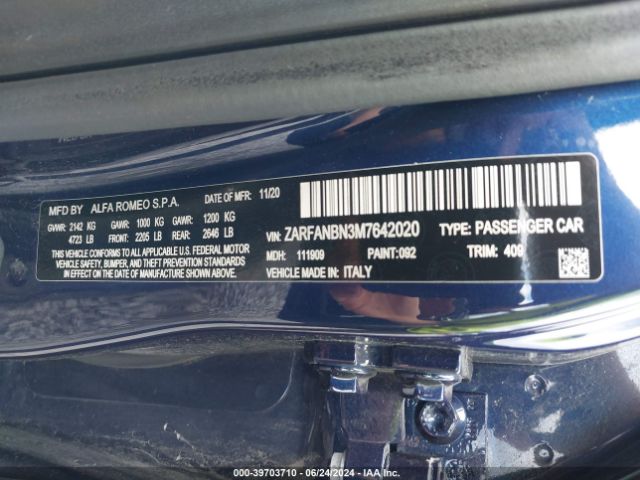 MFD BY ALFA ROMEO S.P.A. DATE OF MFR: 11/20
GVWR: 2142 KG GAWR: 1000 KG GAWR: 1200 KG
4723 LB FRONT: 2205 LB REAR: 2646 LB
THIS VEHICLE CONFORMS TO ALL APPLICABLE U.S. FEDERAL MOTOR
VEHICLE SAFETY, BUMPER, AND THEFT PREVENTION STANDARDS
IN EFFECT ON THE DATE OF MANUFACTURE SHOWN ABOVE
VIN: ZARFANBN3M7642020 TYPE: PASSENGER CAR
MDH: 111909 PAINT: 092 TRIM: 409
VEHICLE MADE IN: ITALY
000-39703710 - 06/24/2024 - IAA Inc.